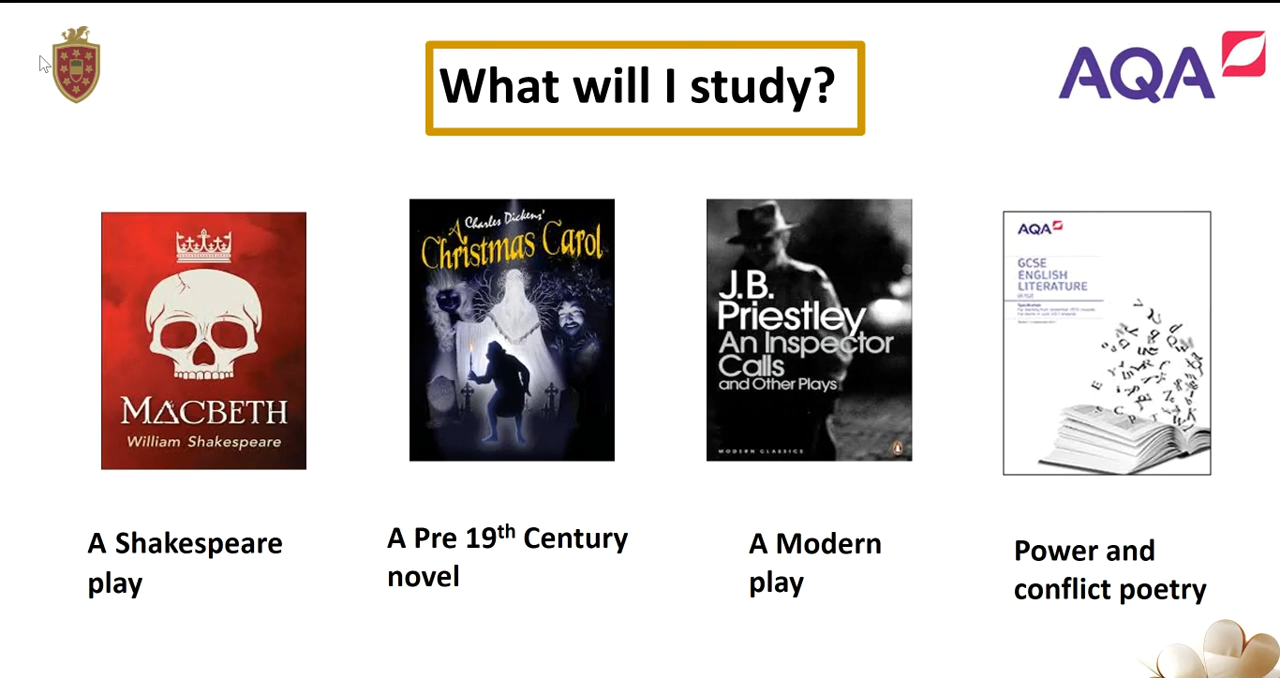 What will I study?
AQA
MACBETH
William Shakespeare
Charles Dickens'
A
Christmas Carol
J.B.
Priestley
An Inspector
Calls
and Other Plays
MODERN CLASSICS
AQA
GCSE
ENGLISH
LITERATURE
A Shakespeare
play
A Pre 19th Century
novel
A Modern
play
Power and
conflict poetry